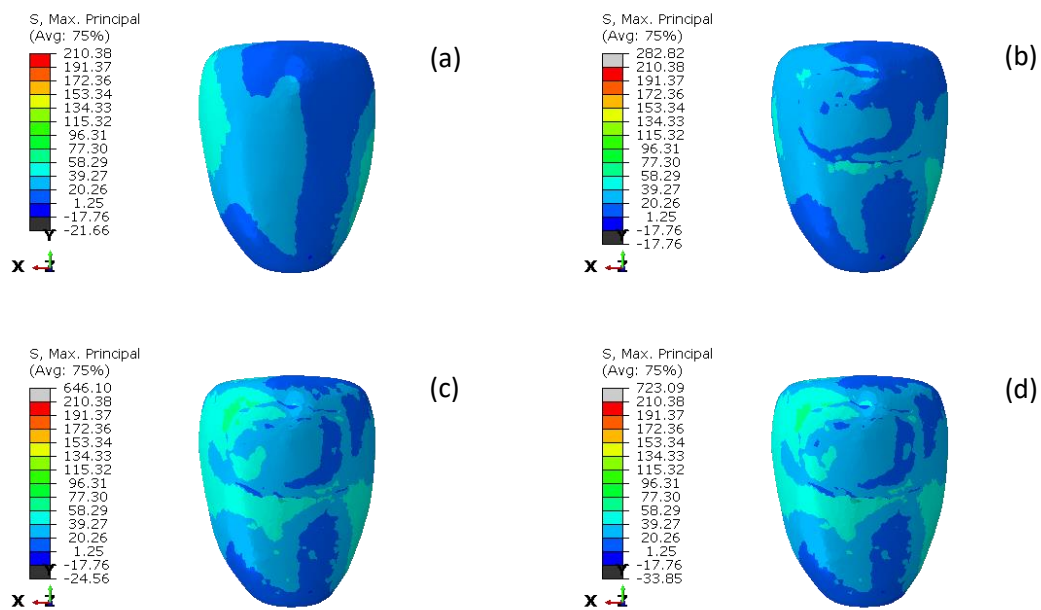 S, Max. Principal
(Avg: 75%)
210.38
191.37
172.36
153.34
134.33
115.32
96.31
77.30
58.29
39.27
20.26
1.25
-17.76
-21.66
Y
X Z
(a)
S, Max. Principal
(Avg: 75%)
282.82
210.38
191.37
172.36
153.34
134.33
115.32
96.31
77.30
58.29
39.27
20.26
1.25
-17.76
-17.76
Y
X Z
(b)
S, Max. Principal
(Avg: 75%)
646.10
210.38
191.37
172.36
153.34
134.33
115.32
96.31
77.30
58.29
39.27
20.26
1.25
-17.76
-24.56
Y
X Z
(c)
S, Max. Principal
(Avg: 75%)
723.09
210.38
191.37
172.36
153.34
134.33
115.32
96.31
77.30
58.29
39.27
20.26
1.25
-17.76
-33.85
Y
X Z
(d)